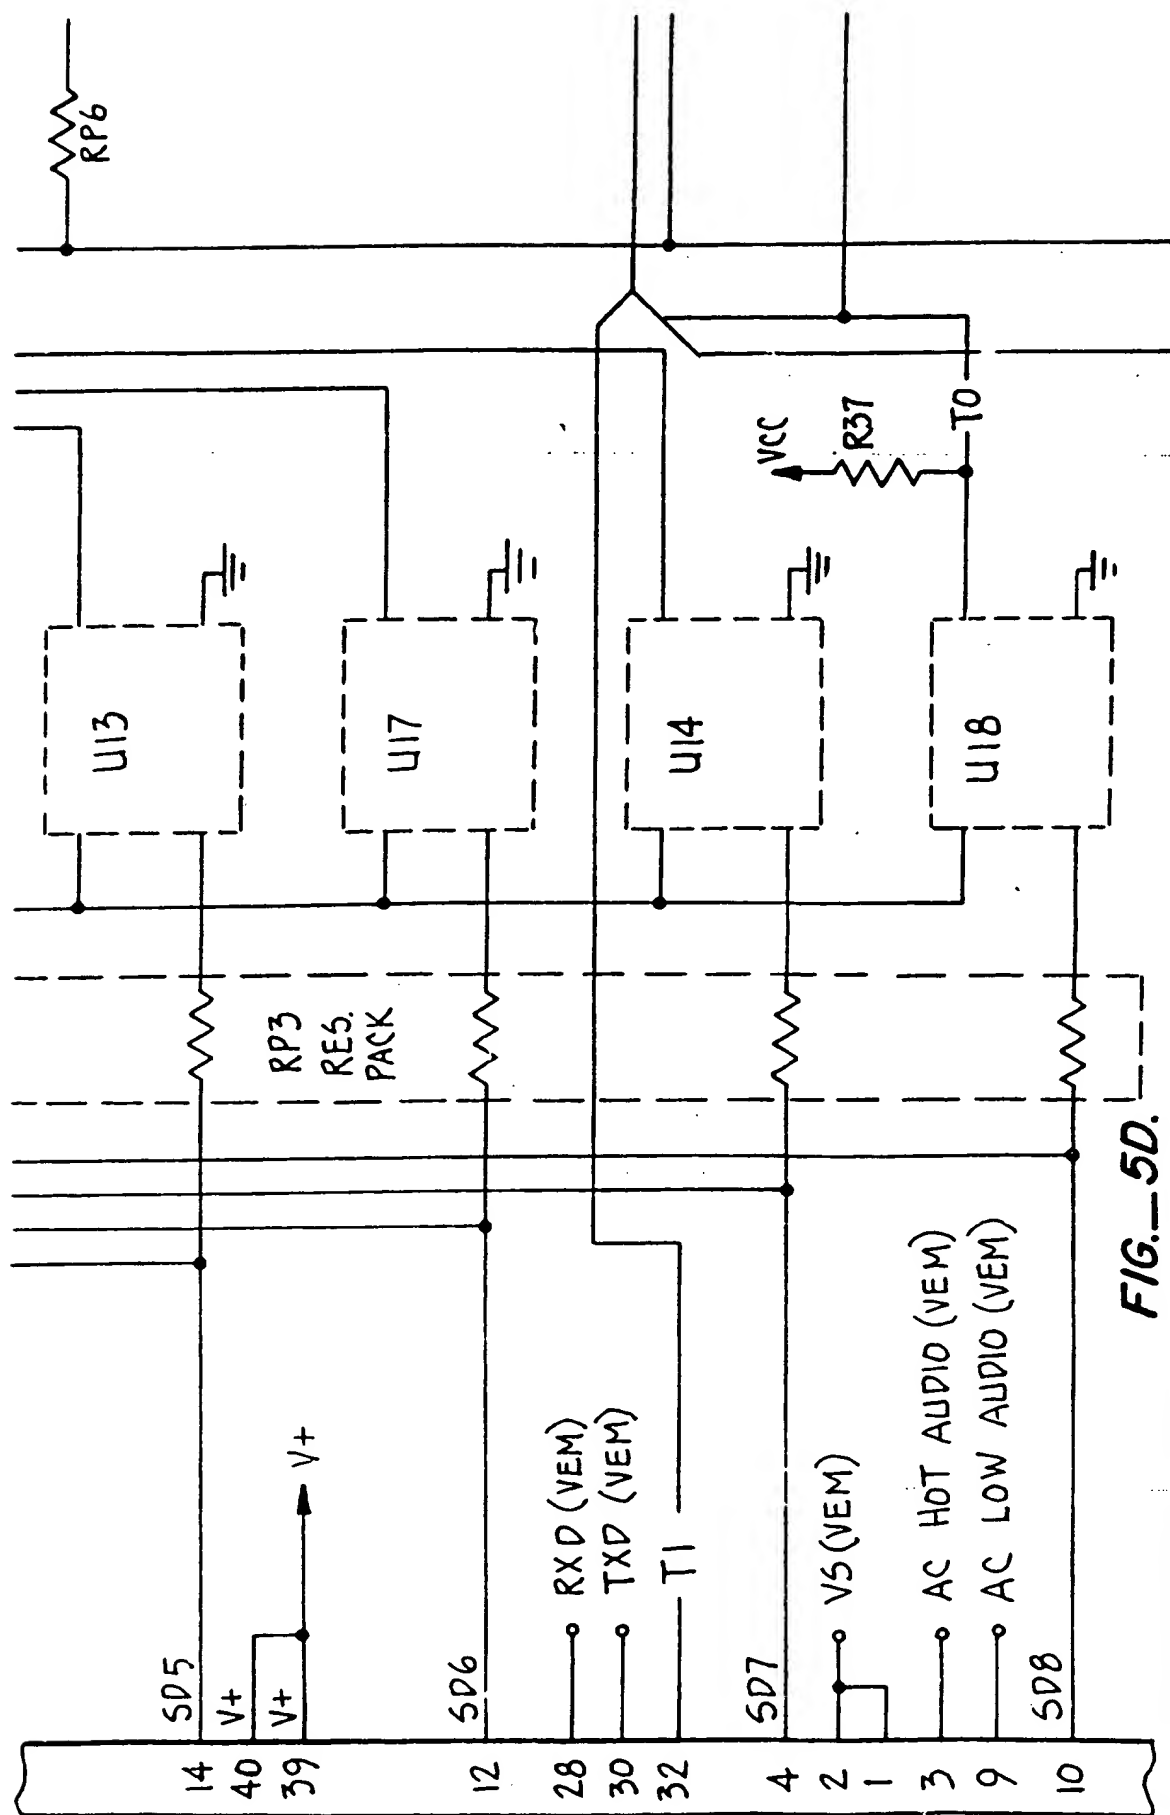 RP6
VCC
R37
TO
U13
U17
U14
U18
RP3
RES.
PACK
SD5
14
V+
40
V+
39
V+
SD6
12
28
RXD (VEM)
30
TXD (VEM)
32
T1
SD7
4
2
VS (VEM)
1
3
AC HOT AUDIO (VEM)
9
AC LOW AUDIO (VEM)
SD8
10
FIG._5D.